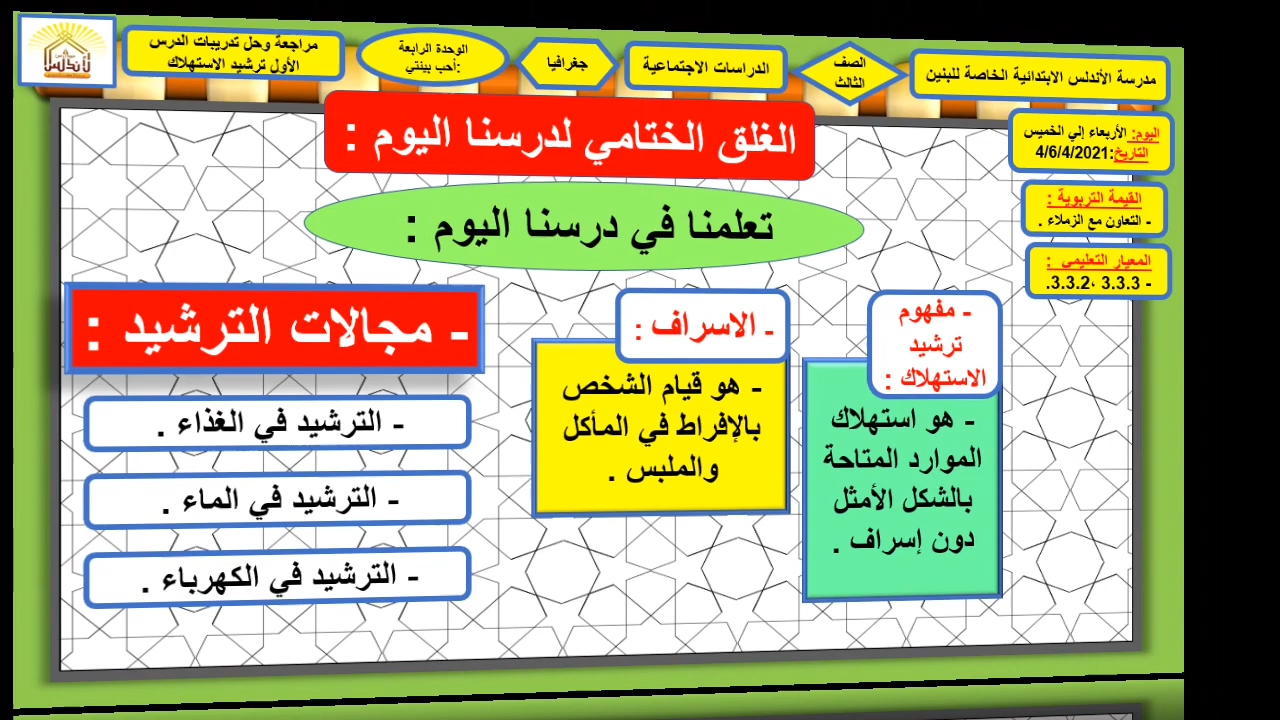 مدرسة الأندلس الابتدائية الخاصة للبنين
الصف
الثالث
الدراسات الاجتماعية
جغرافيا
الوحدة الرابعة
:أحب بيئتي
مراجعة وحل تدريبات الدرس
الأول ترشيد الاستهلاك
الأندلس
اليوم: الأربعاء إلي الخميس
التاريخ:4/6/4/2021
القيمة التربوية :
- التعاون مع الزملاء .
المعيار التعليمي :
- 3.3.3 ،3.3.2.
الغلق الختامي لدرسنا اليوم :
تعلمنا في درسنا اليوم :
- مفهوم
ترشيد
الاستهلاك :
- هو استهلاك
الموارد المتاحة
بالشكل الأمثل
دون إسراف .
- الاسراف :
- هو قيام الشخص
بالإفراط في المأكل
والملبس .
- مجالات الترشيد :
- الترشيد في الغذاء .
- الترشيد في الماء .
- الترشيد في الكهرباء .